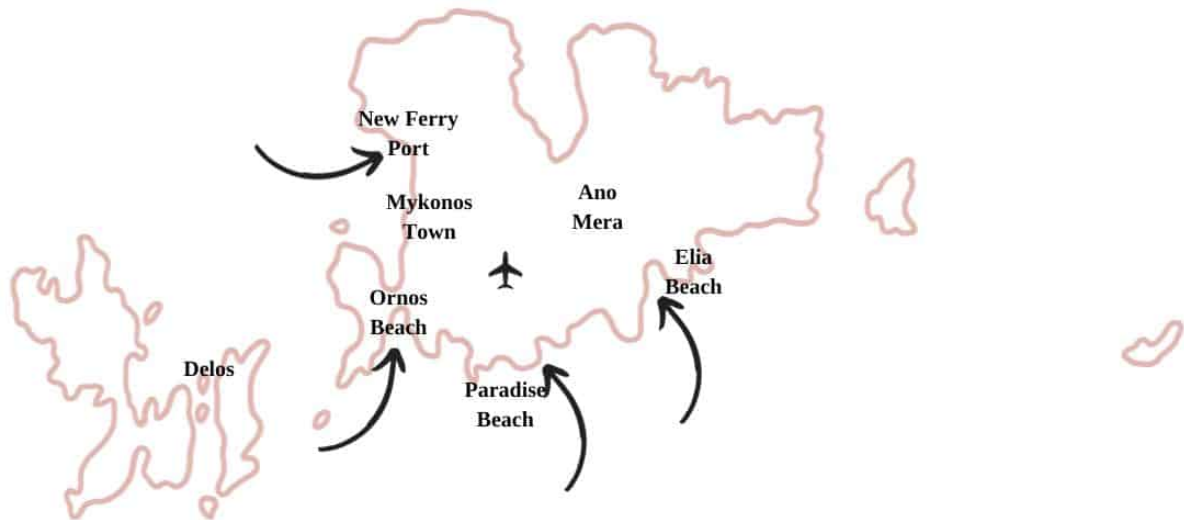 New Ferry
Port
Mykonos
Town
Ano
Mera
Elia
Beach
Ornos
Beach
Delos
Paradise
Beach